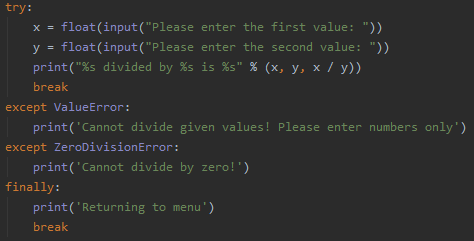 try:
    x = float(input("Please enter the first value: "))
    y = float(input("Please enter the second value: "))
    print("%s divided by %s is %s" % (x, y, x / y))
    break
except ValueError:
    print('Cannot divide given values! Please enter numbers only')
except ZeroDivisionError:
    print('Cannot divide by zero!')
finally:
    print('Returning to menu')
    break